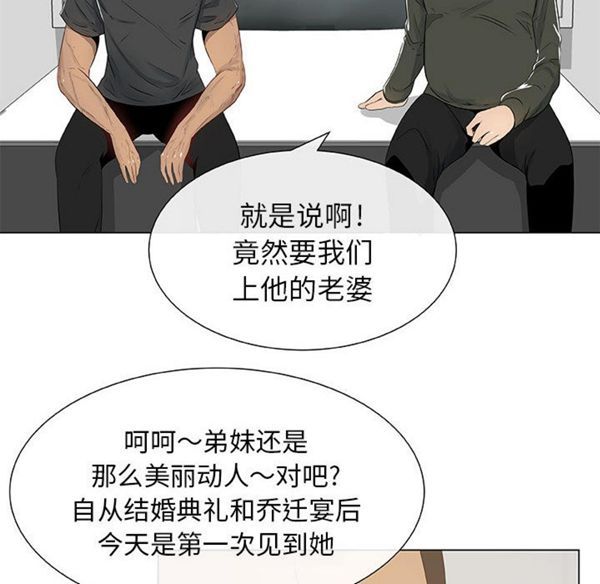 就是说啊!
竟然要我们
上他的老婆
呵呵～弟妹还是
那么美丽动人～对吧?
自从结婚典礼和乔迁宴后
今天是第一次见到她